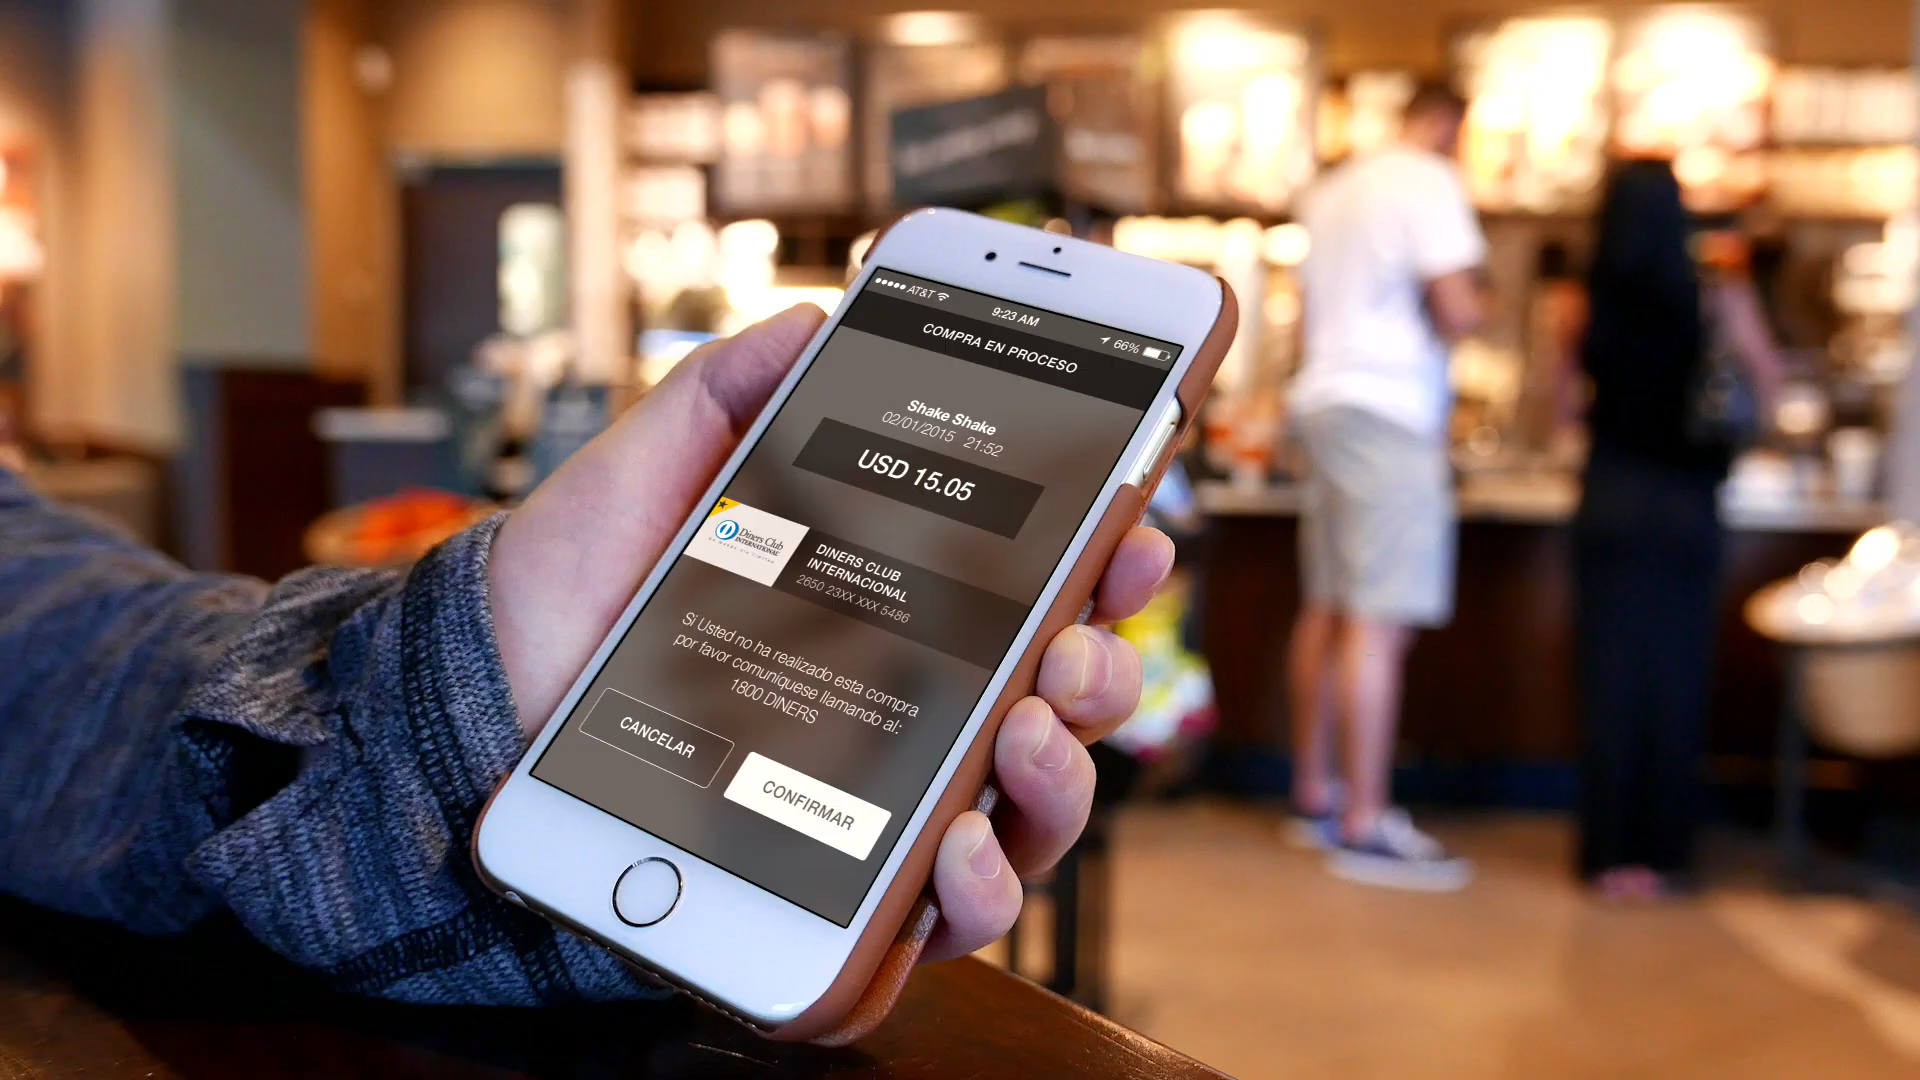 AT&T
9:23 AM
66%
COMPRA EN PROCESO
Shake Shake
02/01/2015 21:52
USD 15.05
Diners Club
INTERNATIONAL
DINERS CLUB
INTERNACIONAL
2650 23XX XXX 5486
Si Usted no ha realizado esta compra
por favor comuníquese llamando al:
1800 DINERS
CANCELAR
CONFIRMAR